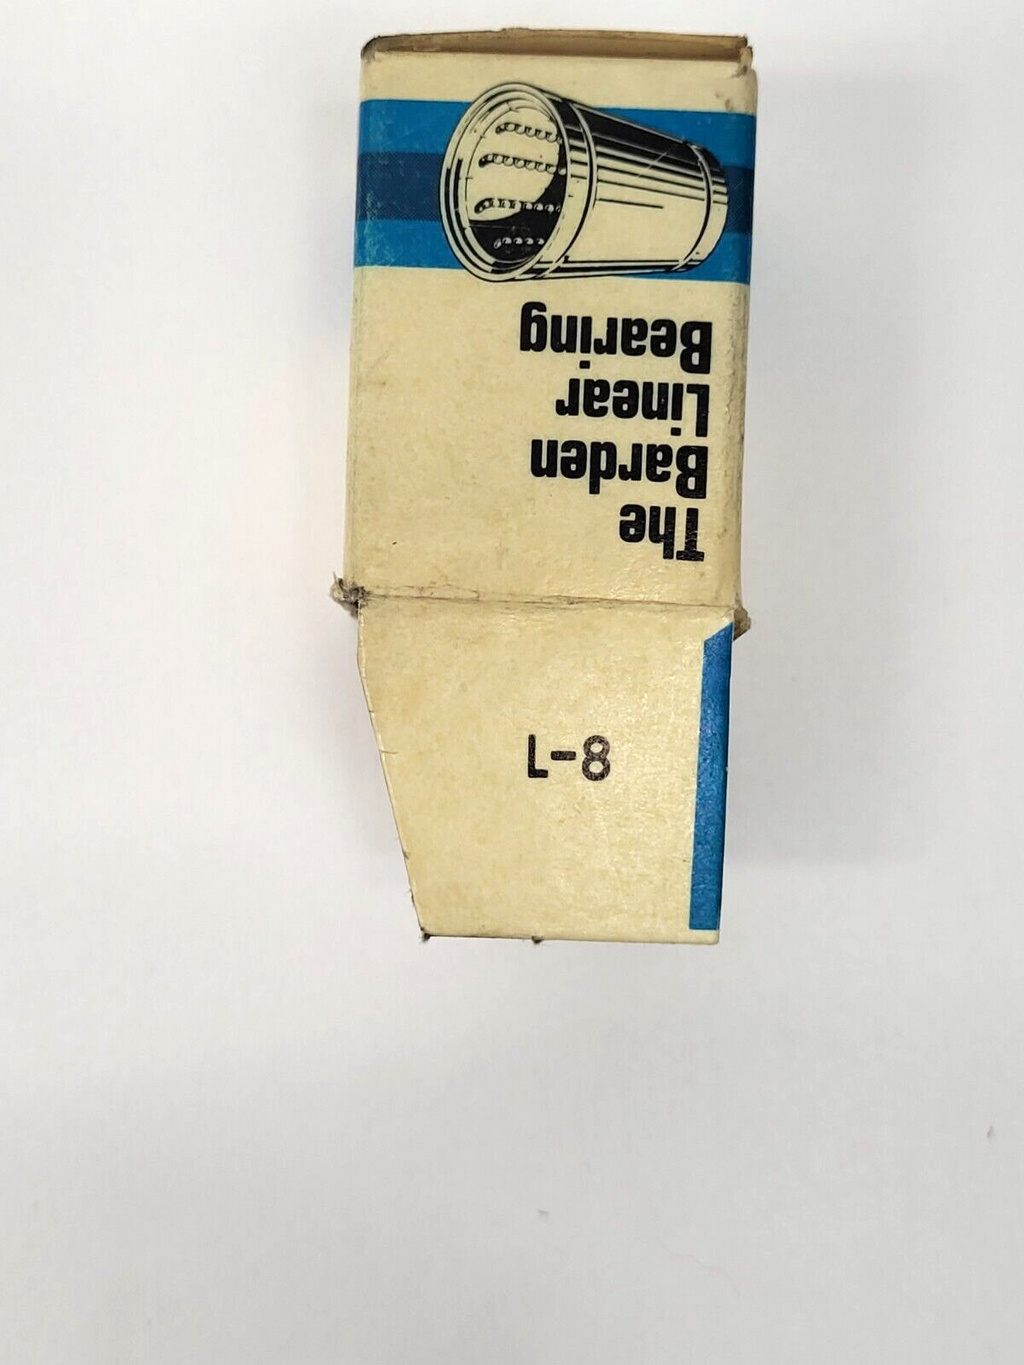 The
Barden
Linear
Bearing
L-8